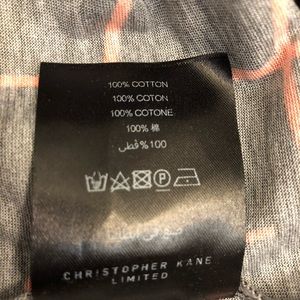 100% COTTON
100% COTON
100% COTONE
100% 棉
100% قطن
CHRISTOPHER KANE
LIMITED